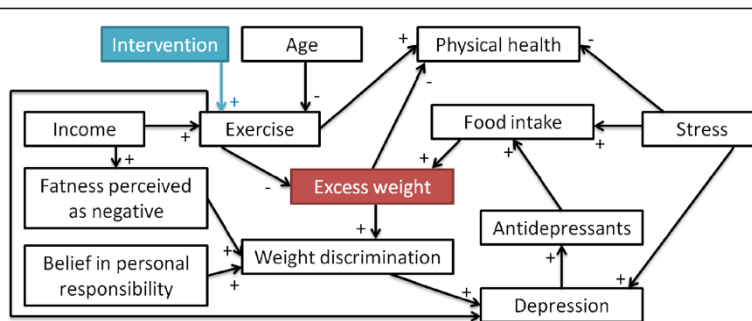 Intervention
Age
+
Physical health
-
-
+
-
Income
+
Exercise
Food intake
+
Stress
+
-
+
+
Fatness perceived
as negative
Excess weight
+
+
Weight discrimination
Antidepressants
Belief in personal
responsibility
+
+
+
+
Depression